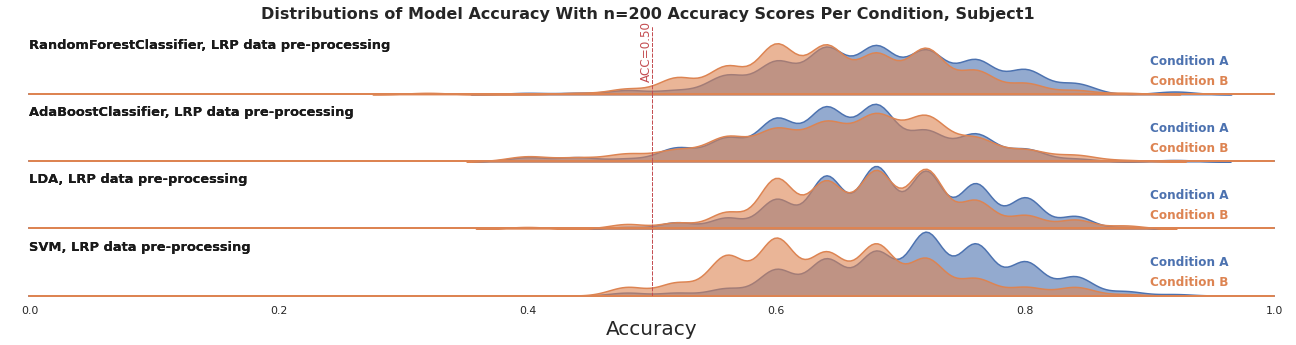 Distributions of Model Accuracy With n=200 Accuracy Scores Per Condition, Subject1
ACC=0.50
RandomForestClassifier, LRP data pre-processing
Condition A
Condition B
AdaBoostClassifier, LRP data pre-processing
Condition A
Condition B
LDA, LRP data pre-processing
Condition A
Condition B
SVM, LRP data pre-processing
Condition A
Condition B
0.0 0.2 0.4 0.6 0.8 1.0
Accuracy